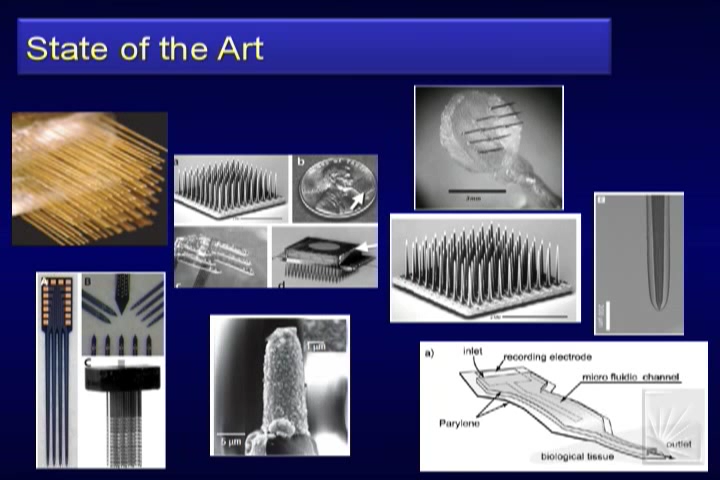 State of the Art
a
b
c
d
A
B
C
1 μm
5 μm
a)
inlet
recording electrode
micro fluidic channel
Parylene
outlet
biological tissue